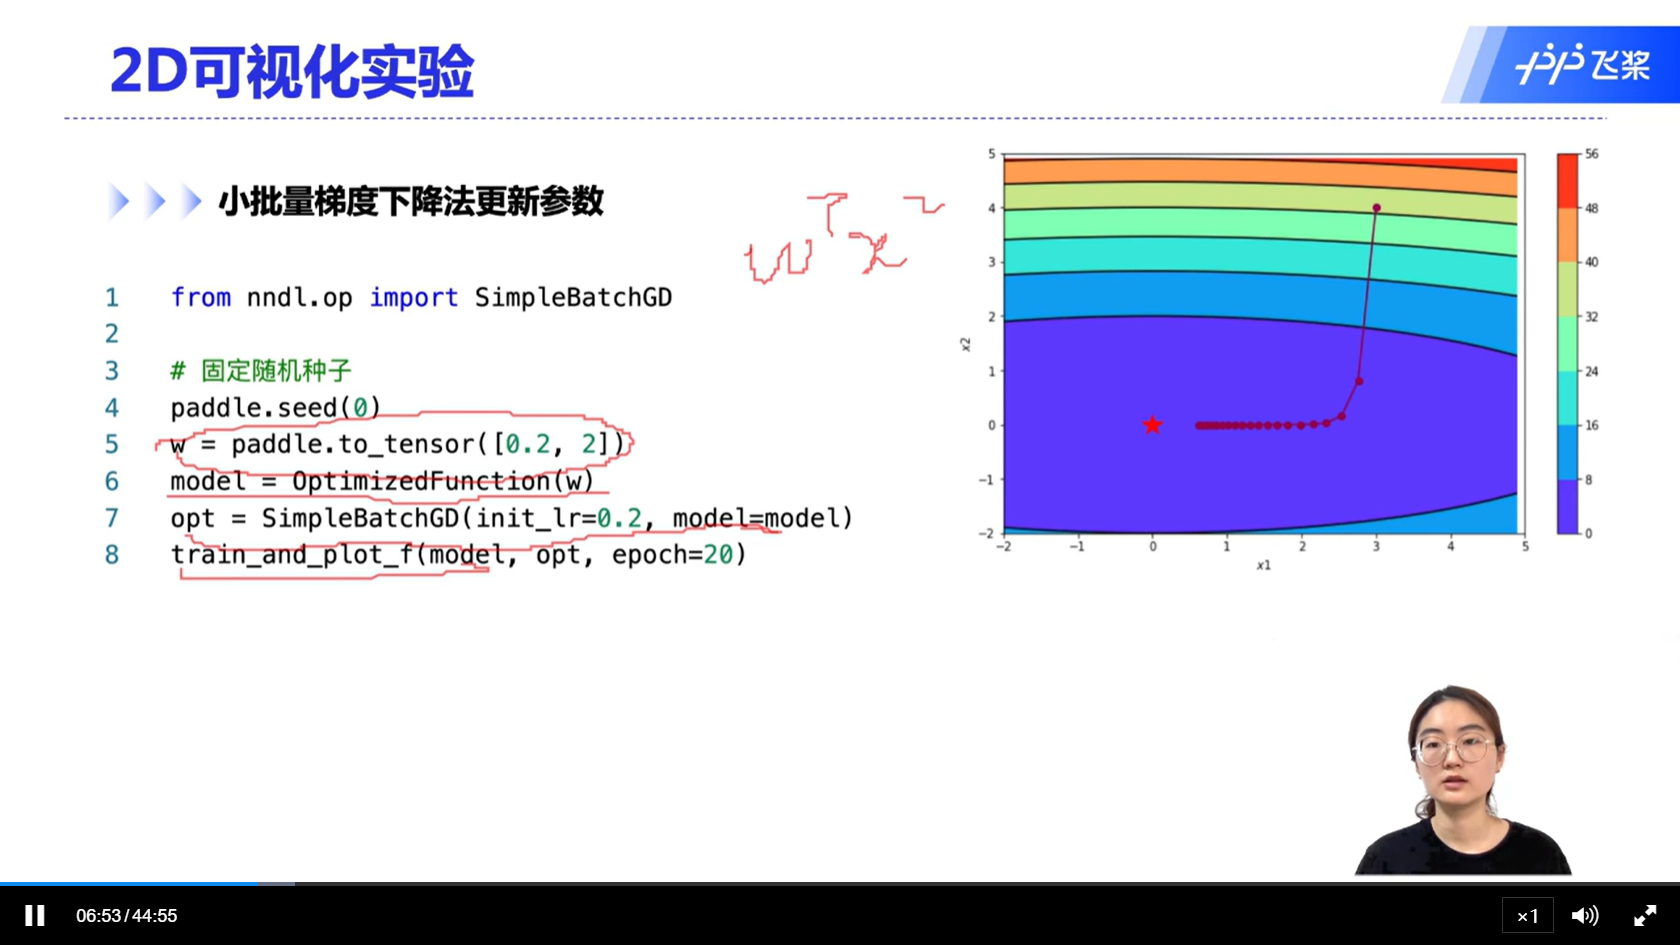 2D可视化实验
飞桨
小批量梯度下降法更新参数
w^T x^2
1 from nndl.op import SimpleBatchGD
2
3 # 固定随机种子
4 paddle.seed(0)
5 w = paddle.to_tensor([0.2, 2])
6 model = OptimizedFunction(w)
7 opt = SimpleBatchGD(init_lr=0.2, model=model)
8 train_and_plot_f(model, opt, epoch=20)
5
4
3
2
1
0
−1
−2
x2
−2 −1 0 1 2 3 4 5
x1
56
48
40
32
24
16
8
0
06:53/44:55
×1